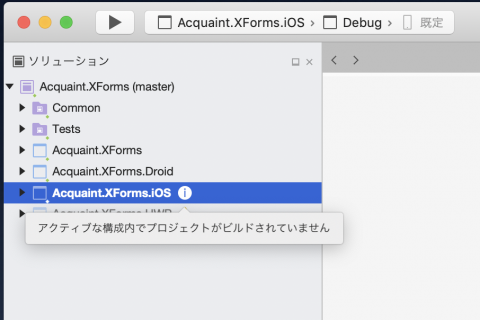 Acquaint.XForms.iOS › Debug › 既定
ソリューション
Acquaint.XForms (master)
Common
Tests
Acquaint.XForms
Acquaint.XForms.Droid
Acquaint.XForms.iOS
Acquaint.XForms.UWP
アクティブな構成内でプロジェクトがビルドされていません